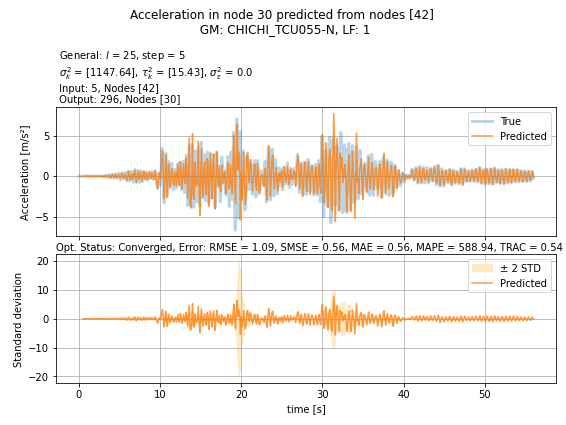 Acceleration in node 30 predicted from nodes [42]
GM: CHICHI_TCU055-N, LF: 1
General: l = 25, step = 5
σ²ₖ = [1147.64], τ²ₖ = [15.43], σ²ε = 0.0
Input: 5, Nodes [42]
Output: 296, Nodes [30]
Acceleration [m/s²]
5
0
−5
True
Predicted
Opt. Status: Converged, Error: RMSE = 1.09, SMSE = 0.56, MAE = 0.56, MAPE = 588.94, TRAC = 0.54
Standard deviation
20
10
0
−10
−20
± 2 STD
Predicted
0 10 20 30 40 50
time [s]